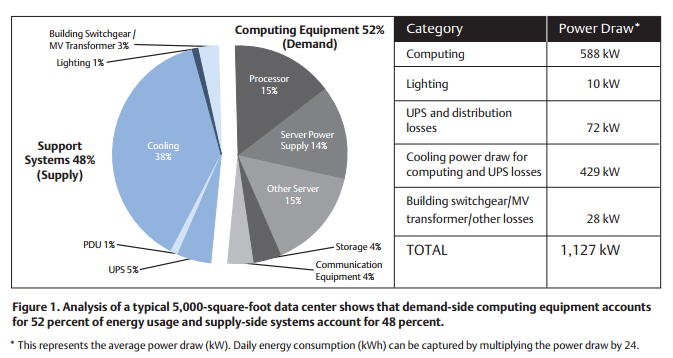 Building Switchgear /
MV Transformer 3%
Lighting 1%
Computing Equipment 52%
(Demand)
Processor
15%
Server Power
Supply 14%
Other Server
15%
Storage 4%
Communication
Equipment 4%
Support
Systems 48%
(Supply)
Cooling
38%
PDU 1%
UPS 5%
Category Power Draw*
Computing 588 kW
Lighting 10 kW
UPS and distribution
losses 72 kW
Cooling power draw for
computing and UPS losses 429 kW
Building switchgear/MV
transformer/other losses 28 kW
TOTAL 1,127 kW
Figure 1. Analysis of a typical 5,000-square-foot data center shows that demand-side computing equipment accounts
for 52 percent of energy usage and supply-side systems account for 48 percent.
* This represents the average power draw (kW). Daily energy consumption (kWh) can be captured by multiplying the power draw by 24.